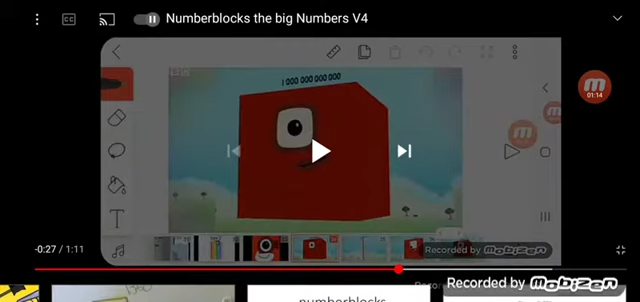 CC
Numberblocks the big Numbers V4
1 000 000 000 000
01:14
T
Recorded by mobizen
-0:27 / 1:11
Recorded by mobizen
numberblocks